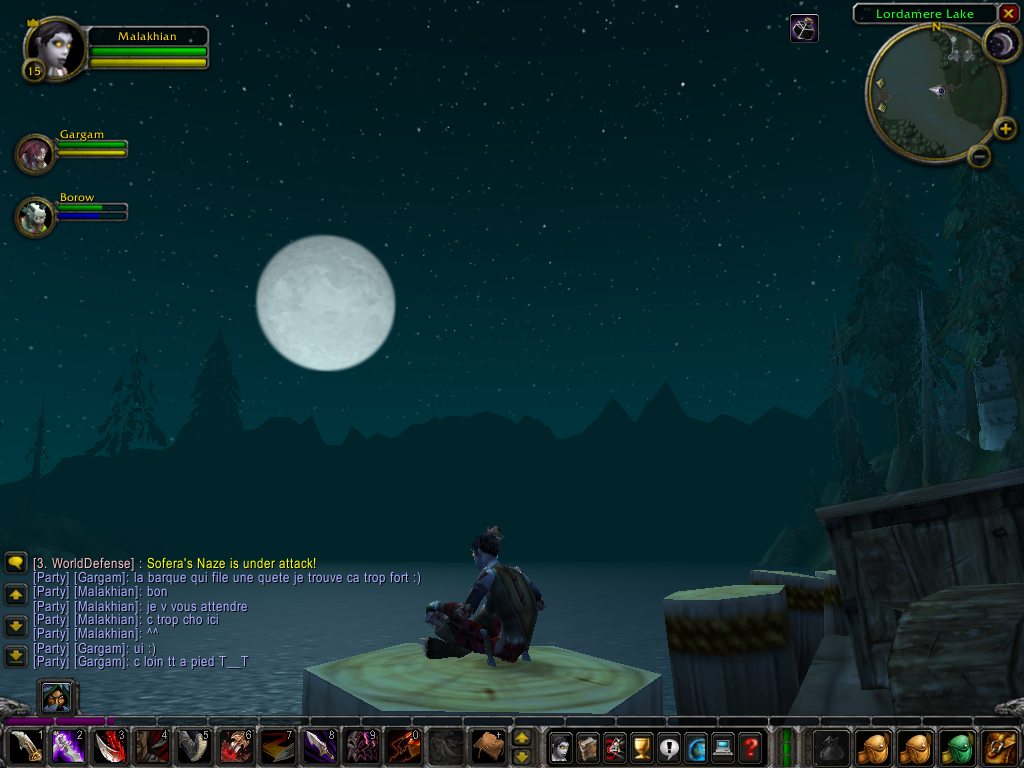 Malakhian
15
Lordamere Lake
N
Gargam
Borow
[3. WorldDefense] : Sofera's Naze is under attack!
[Party] [Gargam]: la barque qui file une quete je trouve ca trop fort :)
[Party] [Malakhian]: bon
[Party] [Malakhian]: je v vous attendre
[Party] [Malakhian]: c trop cho ici
[Party] [Malakhian]: ^^
[Party] [Gargam]: ui :)
[Party] [Gargam]: c loin tt a pied T__T
1 2 3 4 5 6 7 8 9 0 +